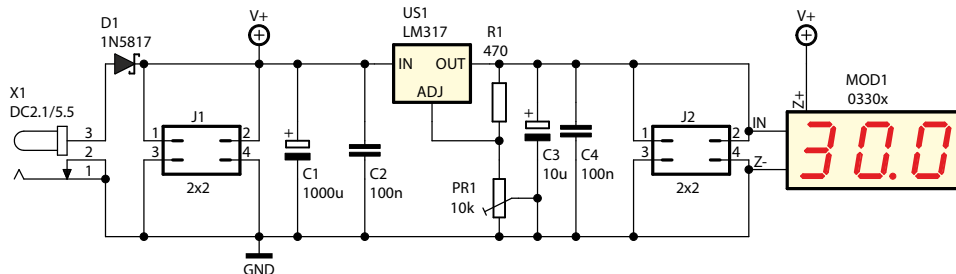 D1
1N5817
V+
US1
LM317
R1
470
V+
IN OUT
ADJ
MOD1
0330x
Z+
X1
DC2.1/5.5
3
2
1
J1
1 2
3 4
2x2
+
C1
1000u
C2
100n
PR1
10k
+
C3
10u
C4
100n
J2
1 2
3 4
2x2
IN
Z-
30.0
GND